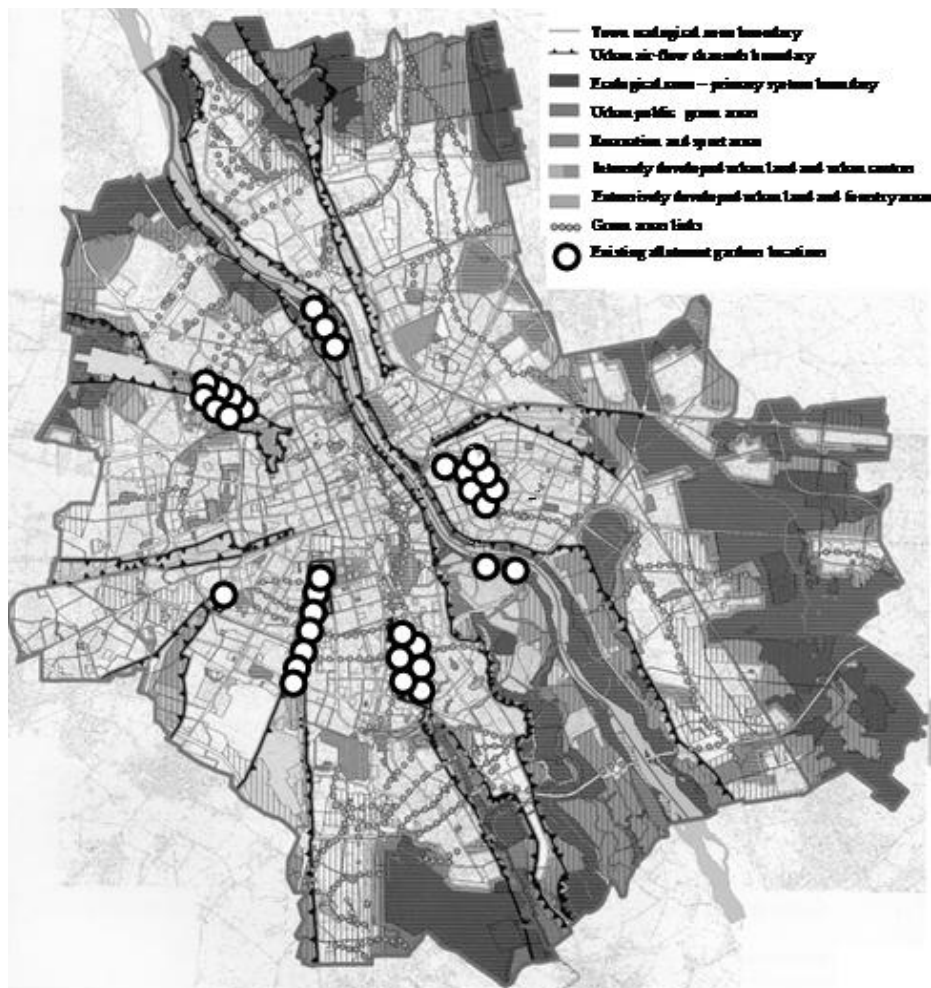 Town ecological zone boundary
Urban air-flow channels boundary
Ecological zone – primary system boundary
Urban public green areas
Recreation and sport areas
Intensely developed urban land and urban centers
Extensively developed urban land and forestry areas
Green areas links
Existing allotment gardens locations